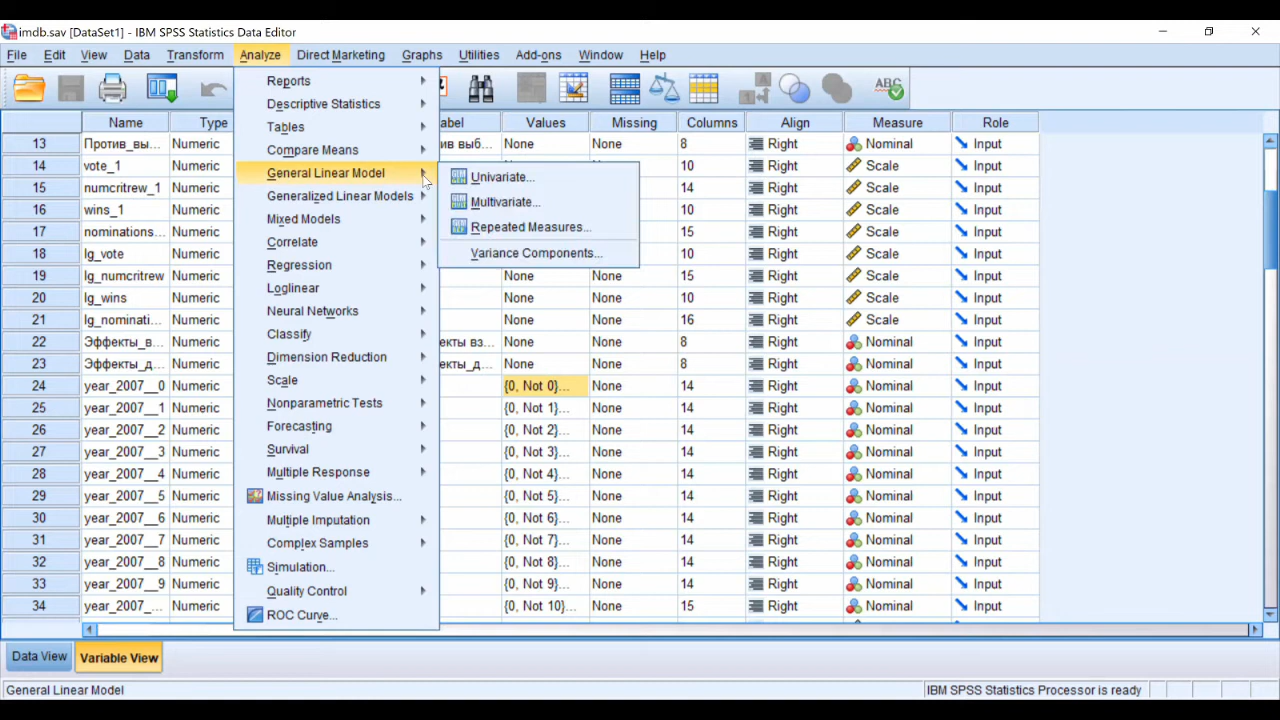 imdb.sav [DataSet1] - IBM SPSS Statistics Data Editor
File Edit View Data Transform Analyze Direct Marketing Graphs Utilities Add-ons Window Help
Reports
Descriptive Statistics
Tables
Compare Means
General Linear Model
Generalized Linear Models
Mixed Models
Correlate
Regression
Loglinear
Neural Networks
Classify
Dimension Reduction
Scale
Nonparametric Tests
Forecasting
Survival
Multiple Response
Missing Value Analysis...
Multiple Imputation
Complex Samples
Simulation...
Quality Control
ROC Curve...
Univariate...
Multivariate...
Repeated Measures...
Variance Components...
ABC
Name Type abel Values Missing Columns Align Measure Role
13 Против_вы... Numeric ив выб... None None 8 Right Nominal Input
14 vote_1 Numeric 10 Right Scale Input
15 numcritrew_1 Numeric 14 Right Scale Input
16 wins_1 Numeric 10 Right Scale Input
17 nominations... Numeric 15 Right Scale Input
18 lg_vote Numeric 10 Right Scale Input
19 lg_numcritrew Numeric None None 15 Right Scale Input
20 lg_wins Numeric None None 10 Right Scale Input
21 lg_nominati... Numeric None None 16 Right Scale Input
22 Эффекты_в... Numeric екты вз... None None 8 Right Nominal Input
23 Эффекты_д... Numeric екты_д... None None 8 Right Nominal Input
24 year_2007__0 Numeric {0, Not 0}... None 14 Right Nominal Input
25 year_2007__1 Numeric {0, Not 1}... None 14 Right Nominal Input
26 year_2007__2 Numeric {0, Not 2}... None 14 Right Nominal Input
27 year_2007__3 Numeric {0, Not 3}... None 14 Right Nominal Input
28 year_2007__4 Numeric {0, Not 4}... None 14 Right Nominal Input
29 year_2007__5 Numeric {0, Not 5}... None 14 Right Nominal Input
30 year_2007__6 Numeric {0, Not 6}... None 14 Right Nominal Input
31 year_2007__7 Numeric {0, Not 7}... None 14 Right Nominal Input
32 year_2007__8 Numeric {0, Not 8}... None 14 Right Nominal Input
33 year_2007__9 Numeric {0, Not 9}... None 14 Right Nominal Input
34 year_2007_... Numeric {0, Not 10}... None 15 Right Nominal Input
Data View Variable View
General Linear Model IBM SPSS Statistics Processor is ready